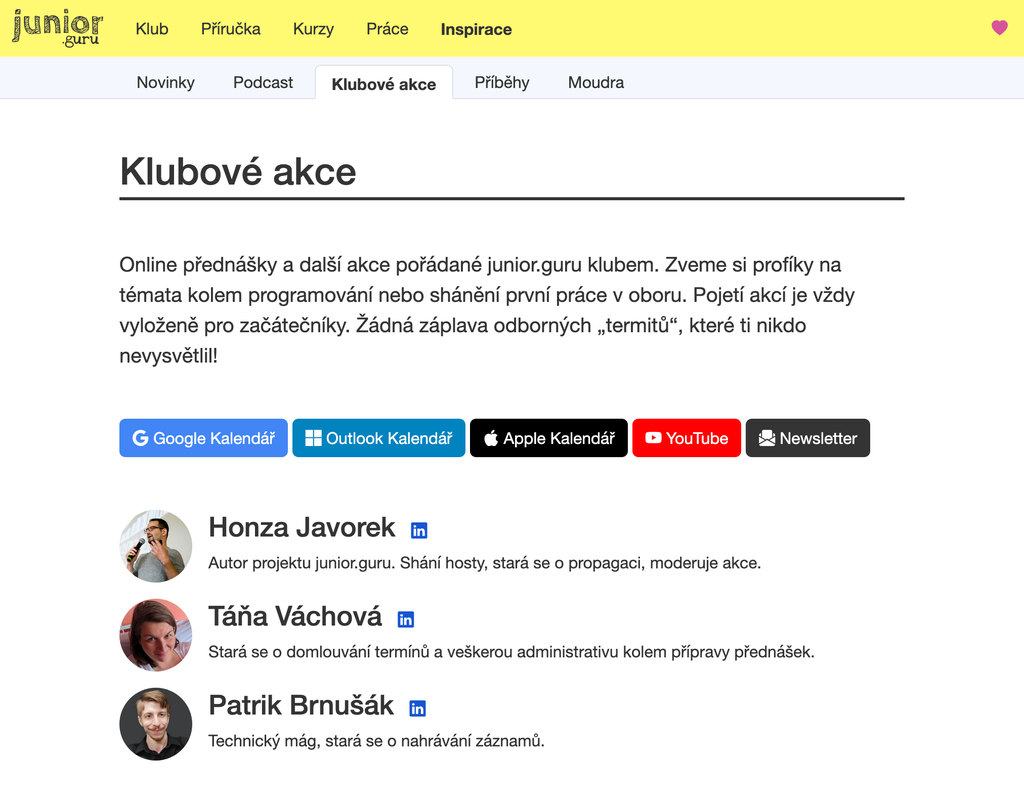 junior
.guru
Klub
Příručka
Kurzy
Práce
Inspirace
Novinky
Podcast
Klubové akce
Příběhy
Moudra
Klubové akce
Online přednášky a další akce pořádané junior.guru klubem. Zveme si profíky na
témata kolem programování nebo shánění první práce v oboru. Pojetí akcí je vždy
vyloženě pro začátečníky. Žádná záplava odborných „termitů“, které ti nikdo
nevysvětlil!
Google Kalendář
Outlook Kalendář
Apple Kalendář
YouTube
Newsletter
Honza Javorek
Autor projektu junior.guru. Shání hosty, stará se o propagaci, moderuje akce.
Táňa Váchová
Stará se o domlouvání termínů a veškerou administrativu kolem přípravy přednášek.
Patrik Brnušák
Technický mág, stará se o nahrávání záznamů.